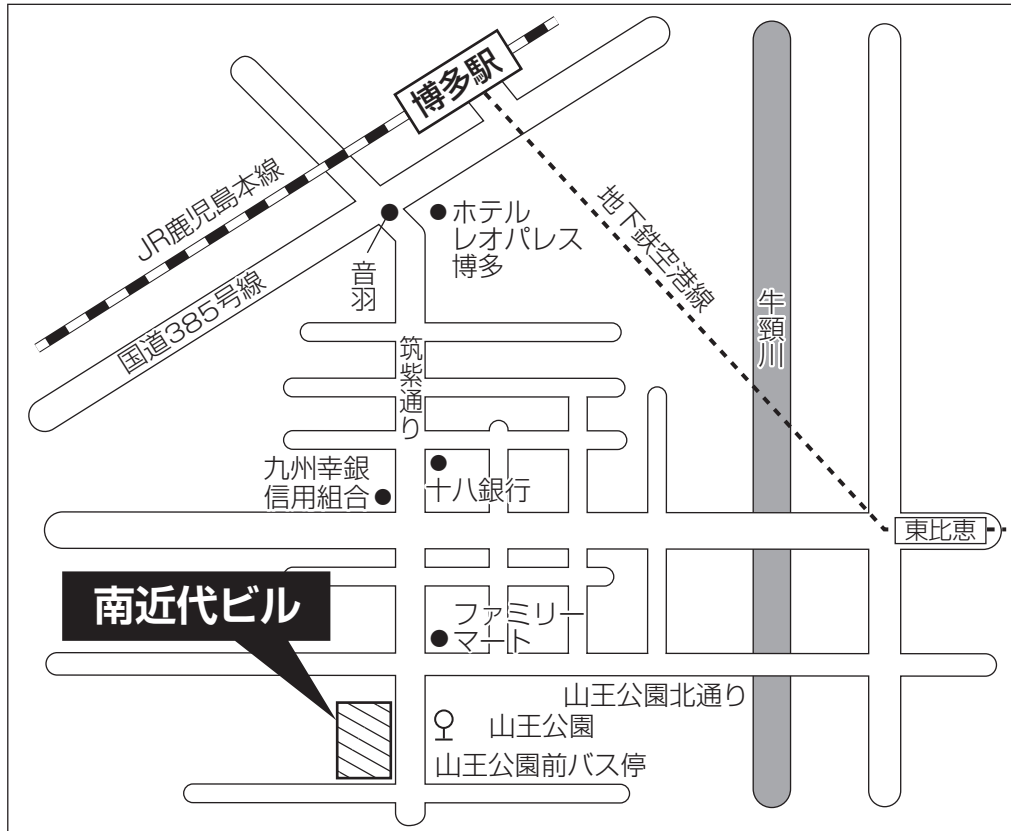 博多駅
JR鹿児島本線
国道385号線
音羽
ホテル
レオパレス
博多
地下鉄空港線
牛頸川
筑紫通り
九州幸銀
信用組合
十八銀行
東比恵
南近代ビル
ファミリー
マート
山王公園北通り
山王公園
山王公園前バス停